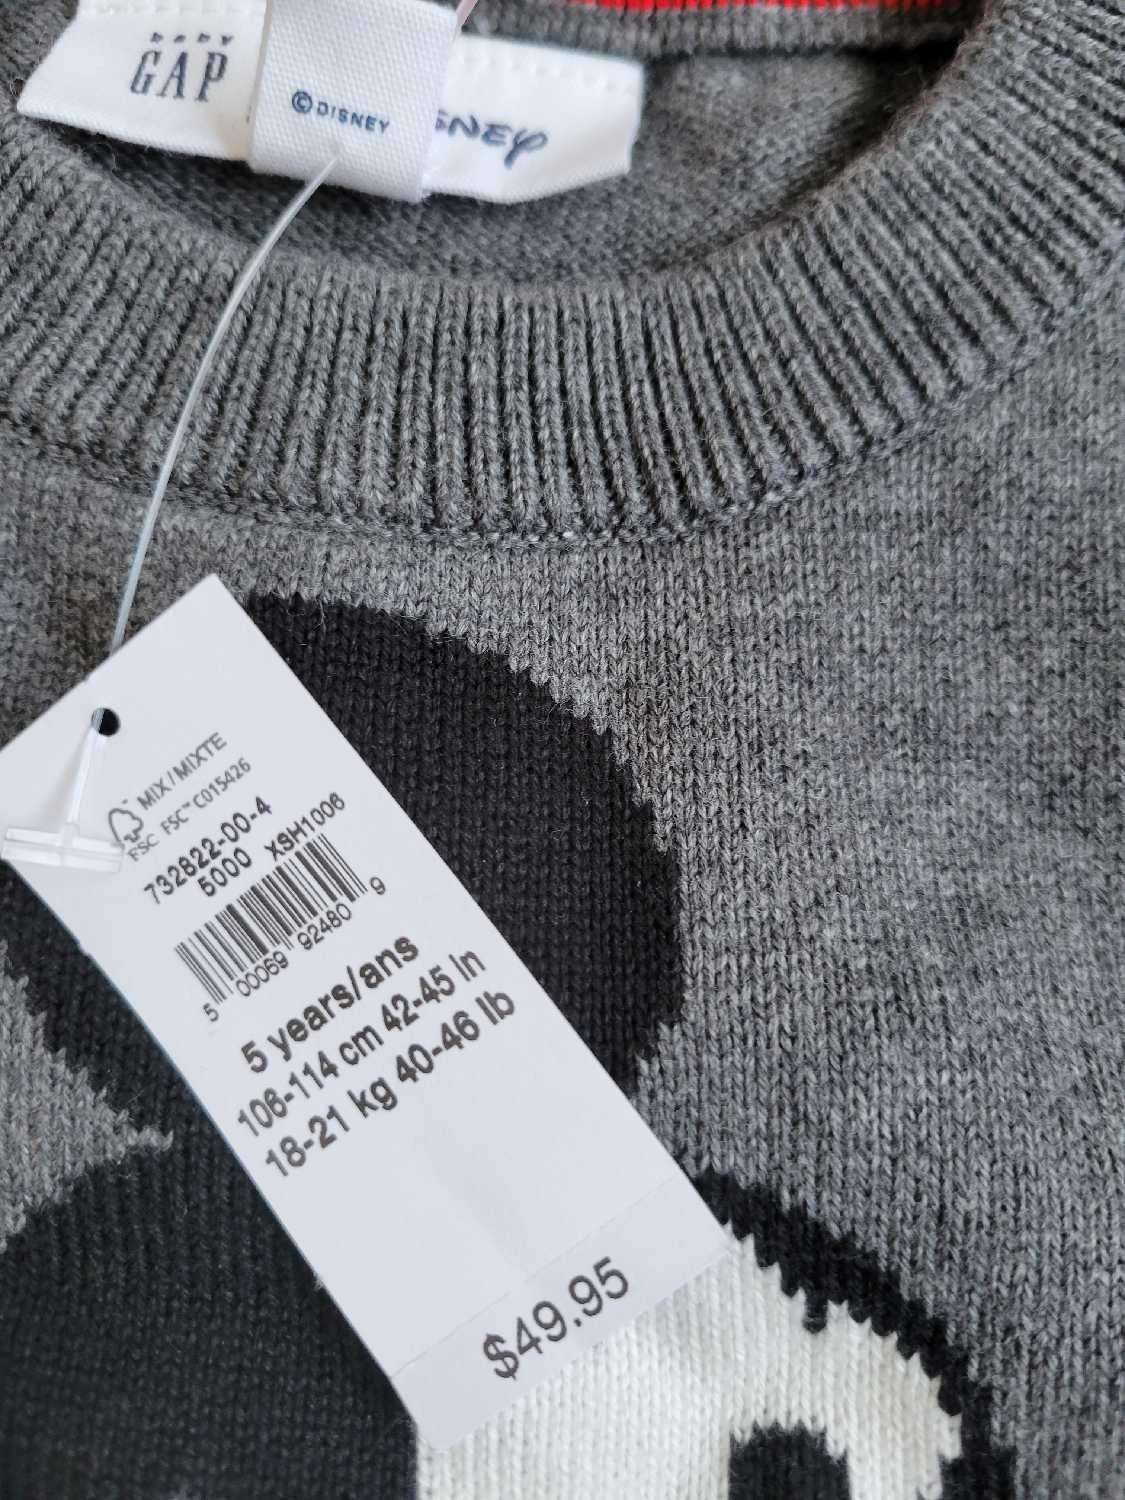 baby
GAP
©DISNEY
SNEY
MIX/MIXTE
FSC FSC™ C015426
732822-00-4
5000 XSH1006
5 00069 92480 9
5 years/ans
106-114 cm 42-45 in
18-21 kg 40-46 lb
$49.95